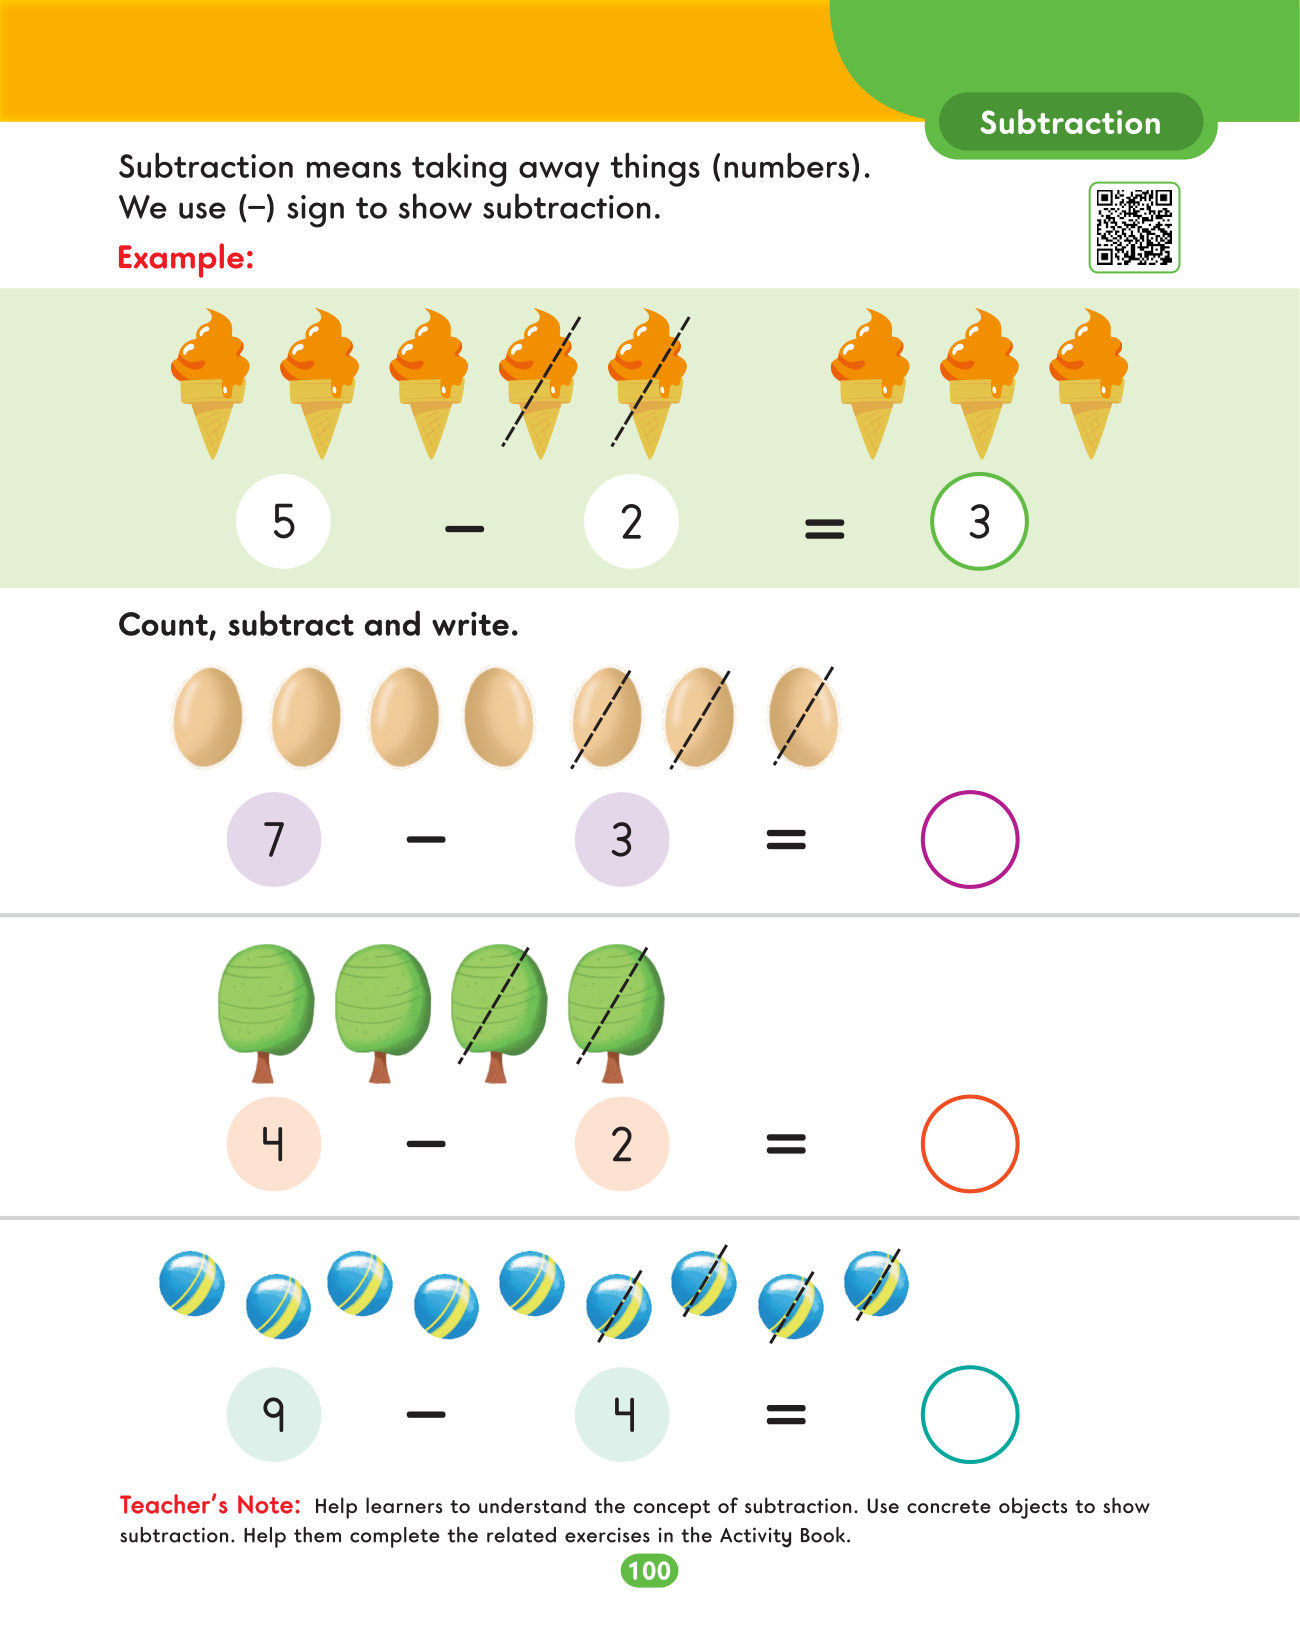 Subtraction
Subtraction means taking away things (numbers).
We use (–) sign to show subtraction.
Example:
5 – 2 = 3
Count, subtract and write.
7 – 3 =
4 – 2 =
9 – 4 =
Teacher's Note: Help learners to understand the concept of subtraction. Use concrete objects to show
subtraction. Help them complete the related exercises in the Activity Book.
100